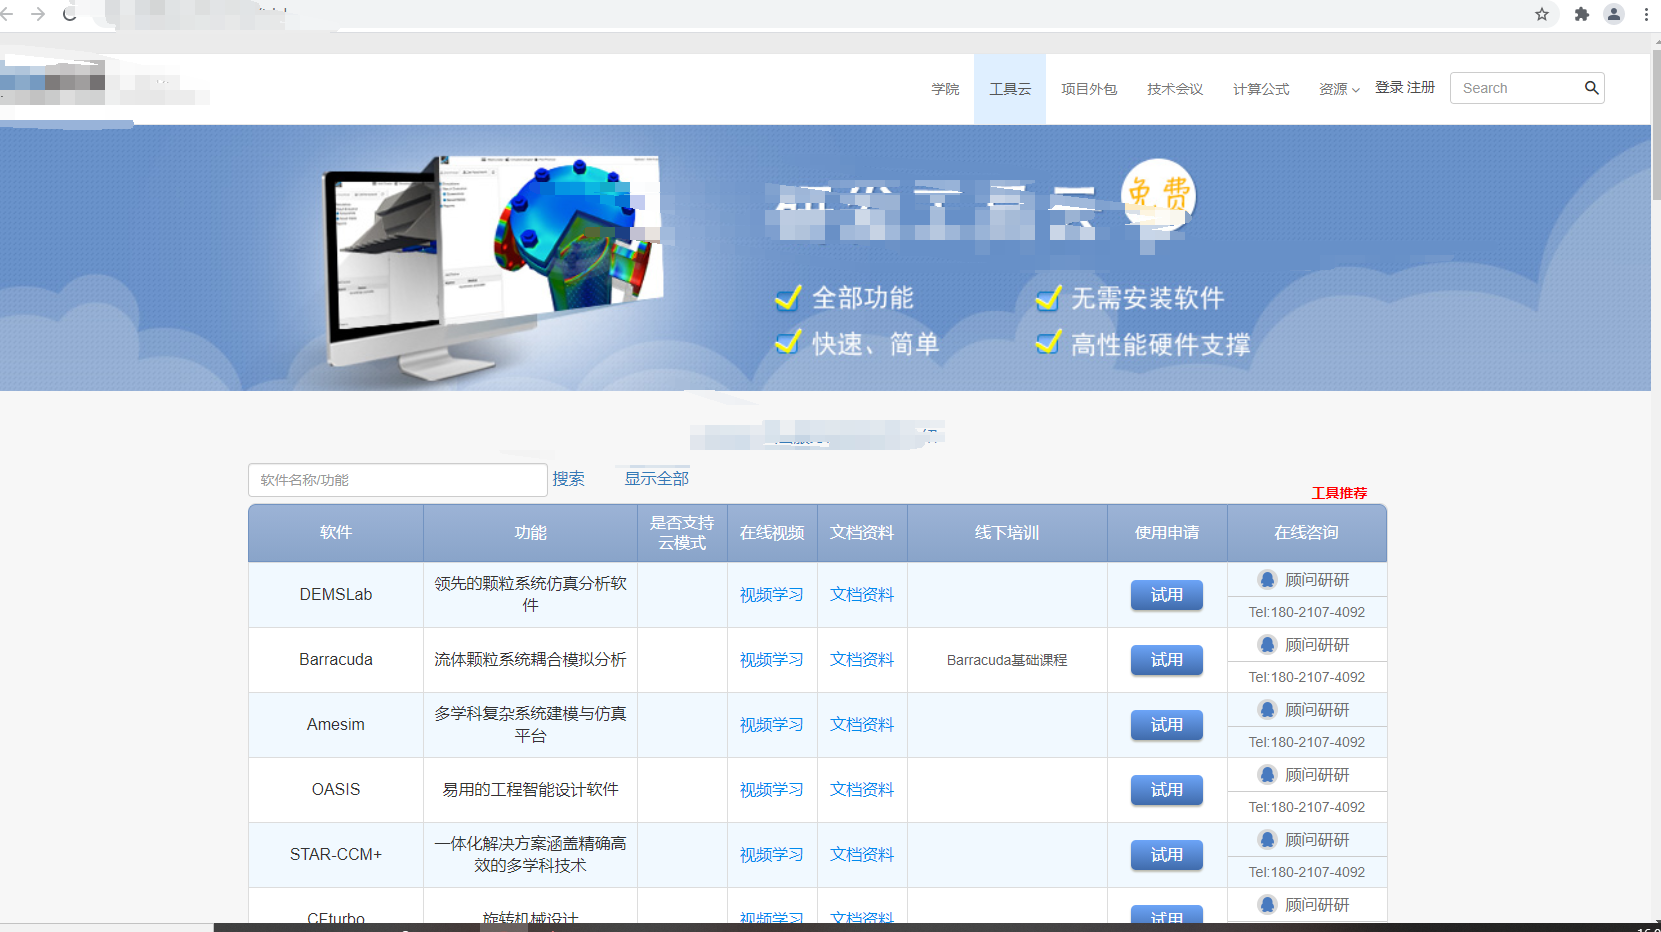 学院
工具云
项目外包
技术会议
计算公式
资源
登录 注册
Search
免费
全部功能
无需安装软件
快速、简单
高性能硬件支撑
软件名称/功能
搜索
显示全部
工具推荐
软件
功能
是否支持
云模式
在线视频
文档资料
线下培训
使用申请
在线咨询
DEMSLab
领先的颗粒系统仿真分析软
件
视频学习
文档资料
试用
顾问研研
Tel:180-2107-4092
Barracuda
流体颗粒系统耦合模拟分析
视频学习
文档资料
Barracuda基础课程
试用
顾问研研
Tel:180-2107-4092
Amesim
多学科复杂系统建模与仿真
平台
视频学习
文档资料
试用
顾问研研
Tel:180-2107-4092
OASIS
易用的工程智能设计软件
视频学习
文档资料
试用
顾问研研
Tel:180-2107-4092
STAR-CCM+
一体化解决方案涵盖精确高
效的多学科技术
视频学习
文档资料
试用
顾问研研
Tel:180-2107-4092
CFturbo
旋转机械设计
视频学习
文档资料
试用
顾问研研